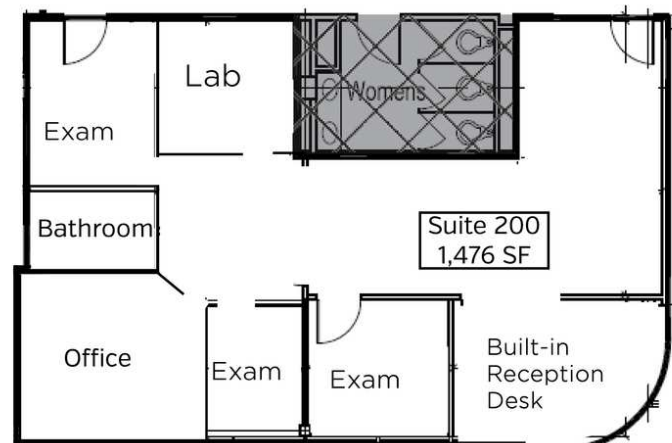 Lab
Womens
Exam
Bathroom
Suite 200
1,476 SF
Office
Exam
Exam
Built-in
Reception
Desk